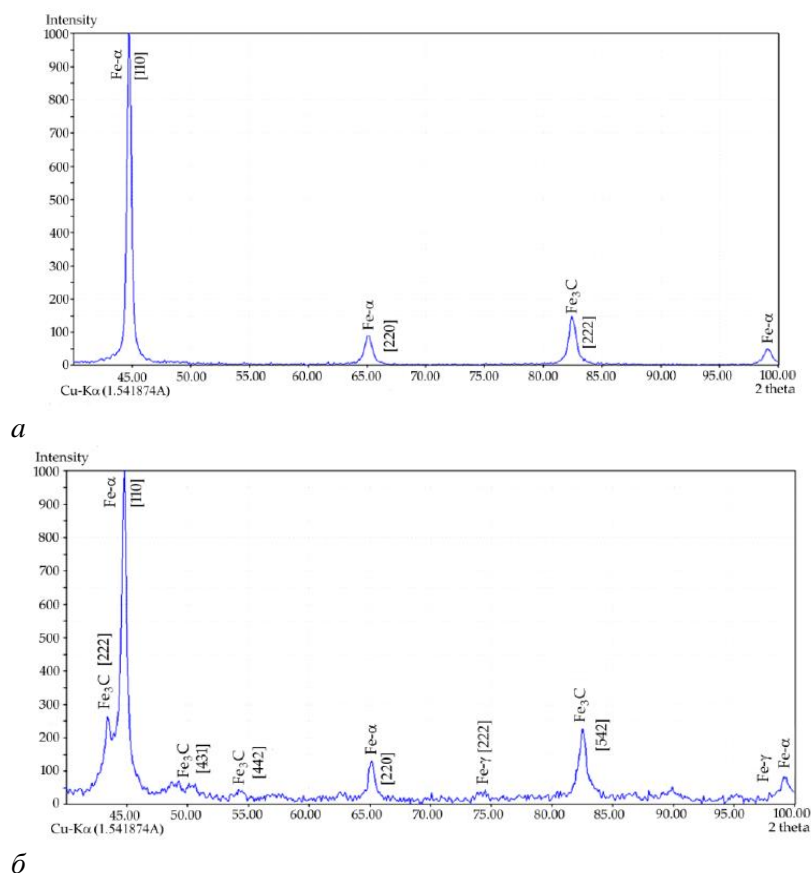 Intensity
1000
900
800
700
600
500
400
300
200
100
0
Fe-α
[110]
Fe-α
[220]
Fe₃C
[222]
Fe-α
45.00 50.00 55.00 60.00 65.00 70.00 75.00 80.00 85.00 90.00 95.00 100.00
Cu-Kα (1.541874A)
2 theta
а
Intensity
1000
900
800
700
600
500
400
300
200
100
0
Fe₃C [222]
Fe-α
[110]
Fe₃C
[431]
Fe₃C
[442]
Fe-α
[220]
Fe-γ [222]
Fe₃C
[542]
Fe-γ
Fe-α
45.00 50.00 55.00 60.00 65.00 70.00 75.00 80.00 85.00 90.00 95.00 100.00
Cu-Kα (1.541874A)
2 theta
б